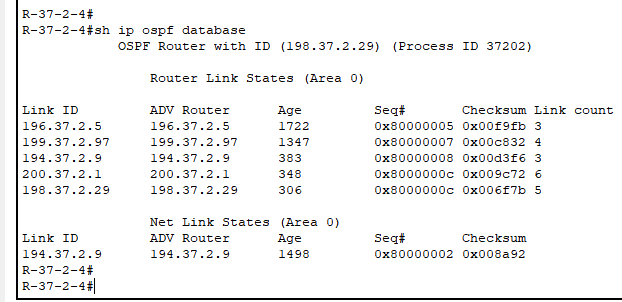 R-37-2-4#
R-37-2-4#sh ip ospf database
OSPF Router with ID (198.37.2.29) (Process ID 37202)
Router Link States (Area 0)
Link ID ADV Router Age Seq# Checksum Link count
196.37.2.5 196.37.2.5 1722 0x80000005 0x00f9fb 3
199.37.2.97 199.37.2.97 1347 0x80000007 0x00c832 4
194.37.2.9 194.37.2.9 383 0x80000008 0x00d3f6 3
200.37.2.1 200.37.2.1 348 0x8000000c 0x009c72 6
198.37.2.29 198.37.2.29 306 0x8000000c 0x006f7b 5
Net Link States (Area 0)
Link ID ADV Router Age Seq# Checksum
194.37.2.9 194.37.2.9 1498 0x80000002 0x008a92
R-37-2-4#
R-37-2-4#